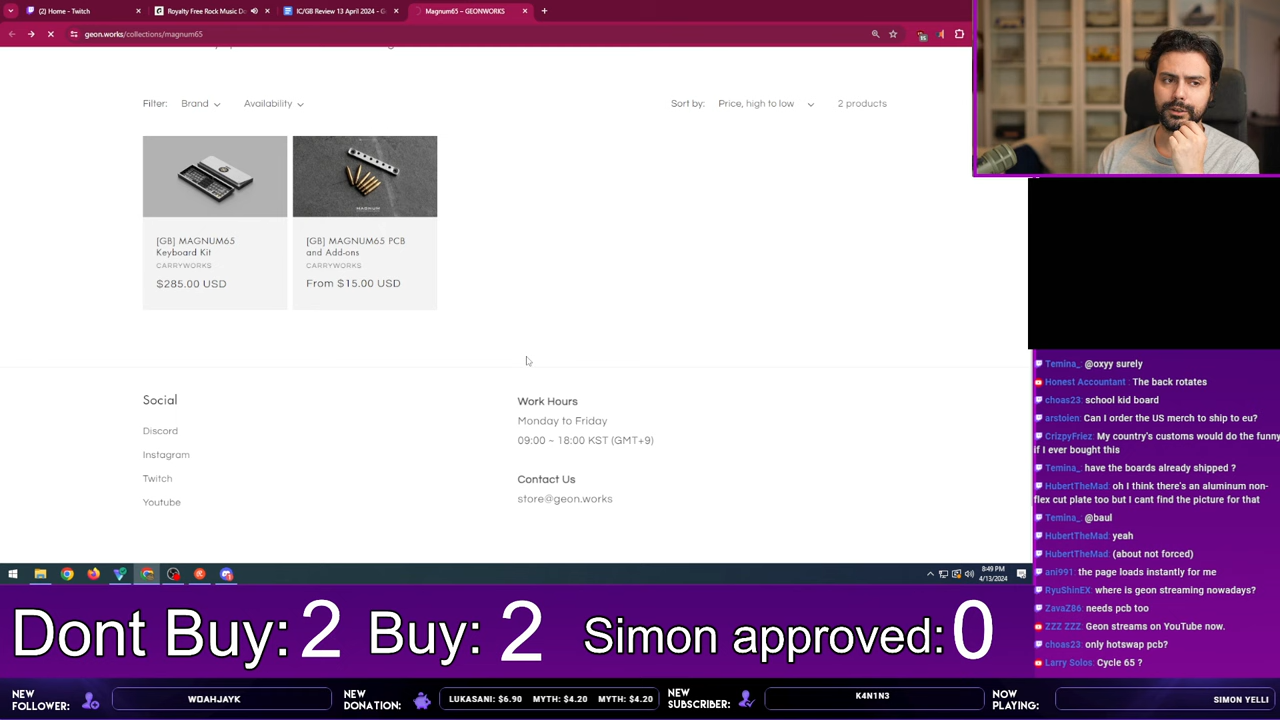 (2) Home - Twitch
Royalty Free Rock Music Do
IC/GB Review 13 April 2024 - G
Magnum65 – GEONWORKS
geon.works/collections/magnum65
Filter: Brand Availability
Sort by: Price, high to low 2 products
[GB] MAGNUM65
Keyboard Kit
CARRYWORKS
$285.00 USD
MAGNUM
[GB] MAGNUM65 PCB
and Add-ons
CARRYWORKS
From $15.00 USD
Social
Discord
Instagram
Twitch
Youtube
Work Hours
Monday to Friday
09:00 ~ 18:00 KST (GMT+9)
Contact Us
store@geon.works
8:49 PM
4/13/2024
Temina_: @oxyy surely
Honest Accountant : The back rotates
choas23: school kid board
arstoien: Can I order the US merch to ship to eu?
CrizpyFriez: My country's customs would do the funny
if I ever bought this
Temina_: have the boards already shipped ?
HubertTheMad: oh I think there's an aluminum non-
flex cut plate too but I cant find the picture for that
Temina_: @baul
HubertTheMad: yeah
HubertTheMad: (about not forced)
ani991: the page loads instantly for me
RyuShinEX: where is geon streaming nowadays?
ZavaZ86: needs pcb too
ZZZ ZZZ: Geon streams on YouTube now.
choas23: only hotswap pcb?
Larry Solos: Cycle 65 ?
Dont Buy: 2 Buy: 2 Simon approved: 0
NEW
FOLLOWER:
WOAHJAYK
NEW
DONATION:
LUKASANI: $6.90 MYTH: $4.20 MYTH: $4.20
NEW
SUBSCRIBER:
K4N1N3
NOW
PLAYING:
SIMON YELLI